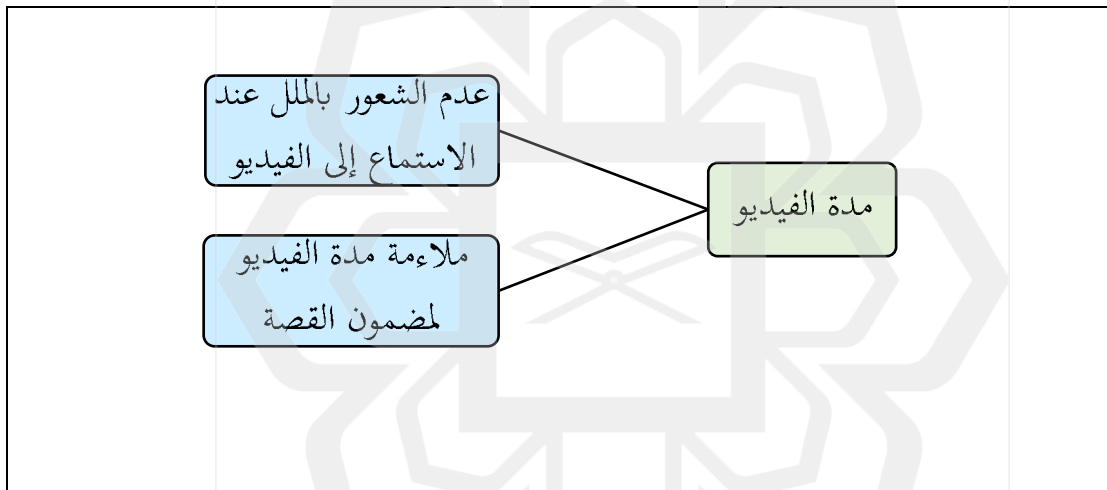 مدة الفيديو
عدم الشعور بالملل عند
الاستماع إلى الفيديو
ملاءمة مدة الفيديو
لمضمون القصة